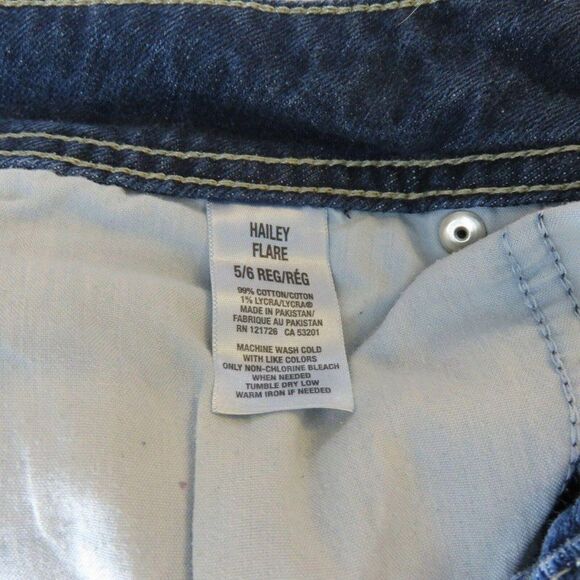 HAILEY
FLARE
5/6 REG/RÉG
99% COTTON/COTON
1% LYCRA/LYCRA®
MADE IN PAKISTAN/
FABRIQUE AU PAKISTAN
RN 121726 CA 53201
MACHINE WASH COLD
WITH LIKE COLORS
ONLY NON-CHLORINE BLEACH
WHEN NEEDED
TUMBLE DRY LOW
WARM IRON IF NEEDED